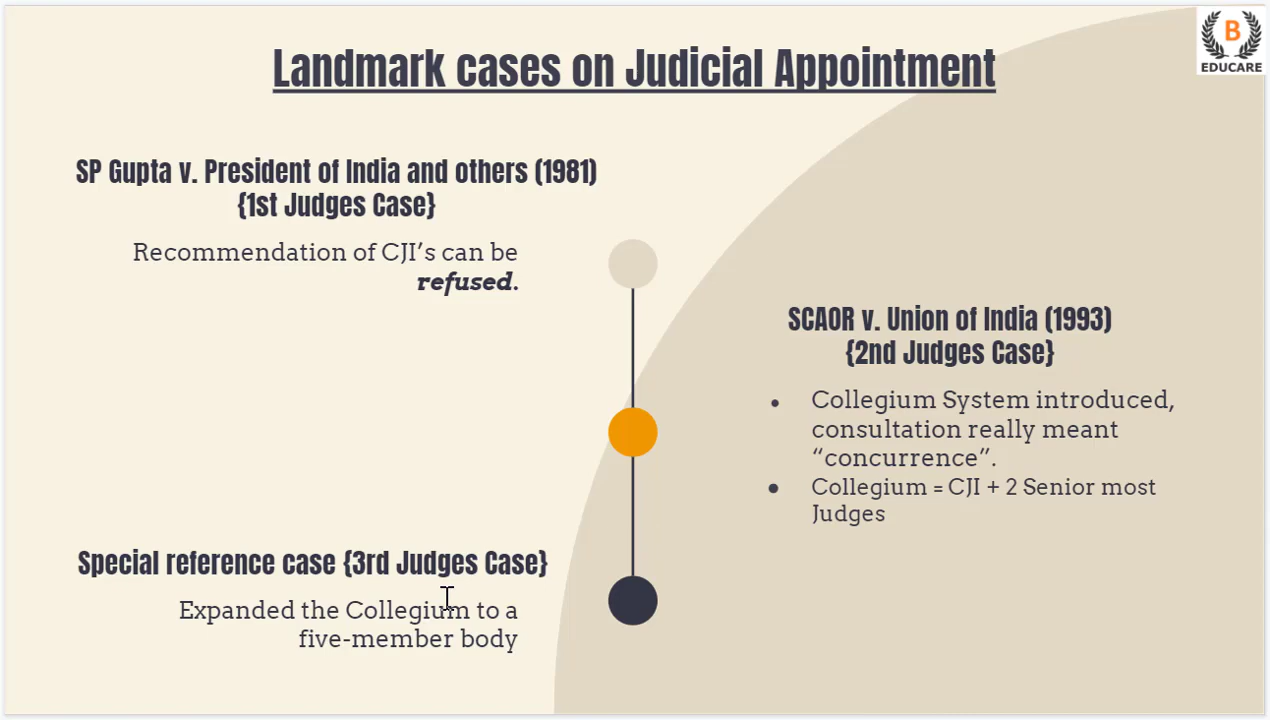 B
EDUCARE
Landmark cases on Judicial Appointment
SP Gupta v. President of India and others (1981)
{1st Judges Case}
Recommendation of CJI’s can be
refused.
SCAOR v. Union of India (1993)
{2nd Judges Case}
• Collegium System introduced,
consultation really meant
“concurrence”.
• Collegium = CJI + 2 Senior most
Judges
Special reference case {3rd Judges Case}
Expanded the Collegium to a
five-member body